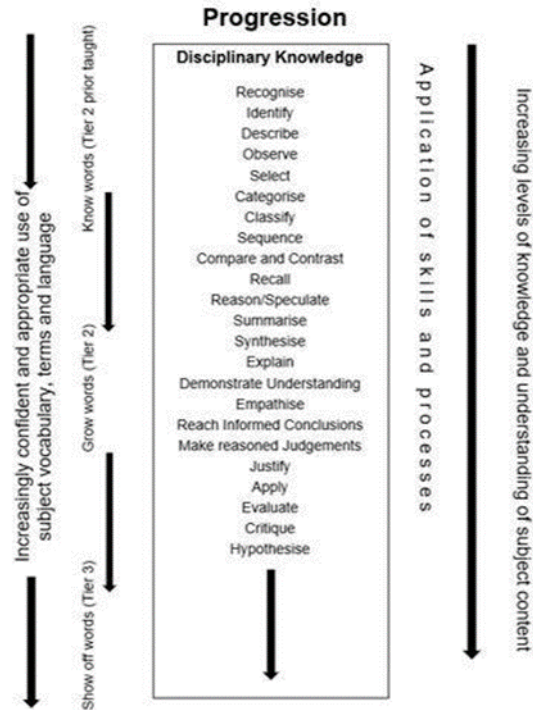 Progression
Increasingly confident and appropriate use of
subject vocabulary, terms and language
Know words (Tier 2 prior taught)
Grow words (Tier 2)
Show off words (Tier 3)
Disciplinary Knowledge
Recognise
Identify
Describe
Observe
Select
Categorise
Classify
Sequence
Compare and Contrast
Recall
Reason/Speculate
Summarise
Synthesise
Explain
Demonstrate Understanding
Empathise
Reach Informed Conclusions
Make reasoned Judgements
Justify
Apply
Evaluate
Critique
Hypothesise
Application of skills and processes
Increasing levels of knowledge and understanding of subject content